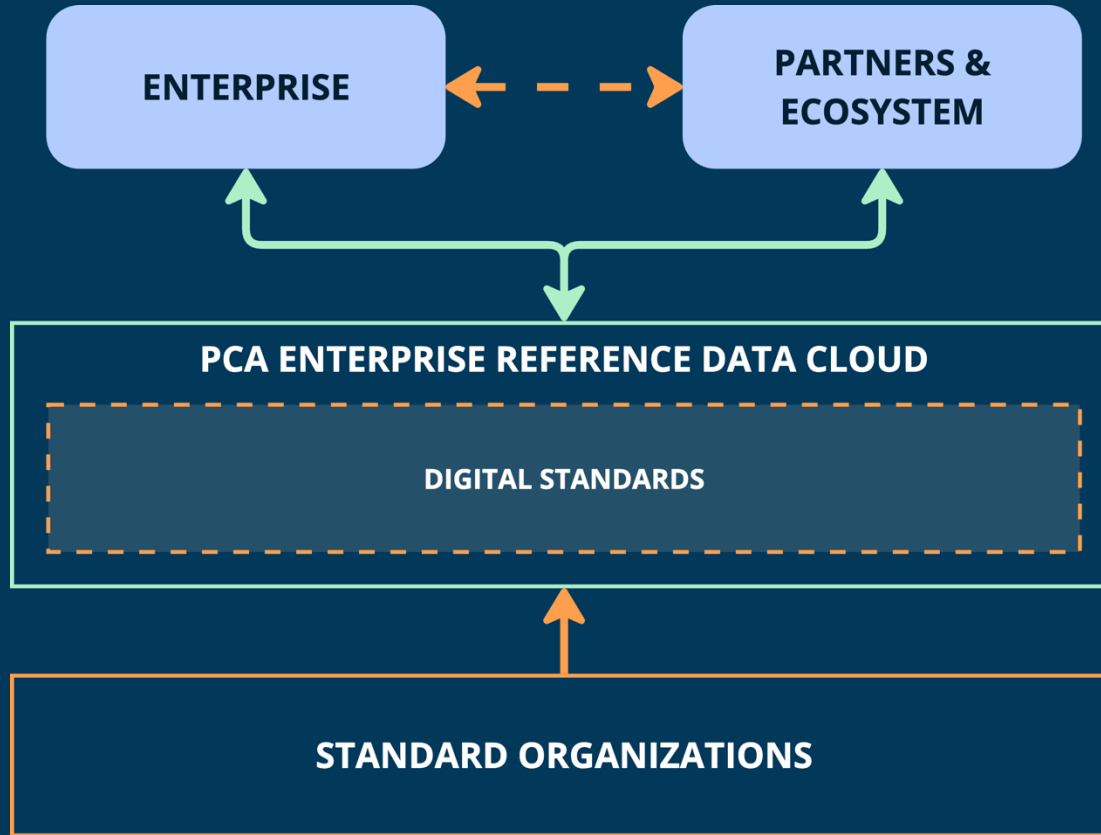 ENTERPRISE
PARTNERS &
ECOSYSTEM
PCA ENTERPRISE REFERENCE DATA CLOUD
DIGITAL STANDARDS
STANDARD ORGANIZATIONS